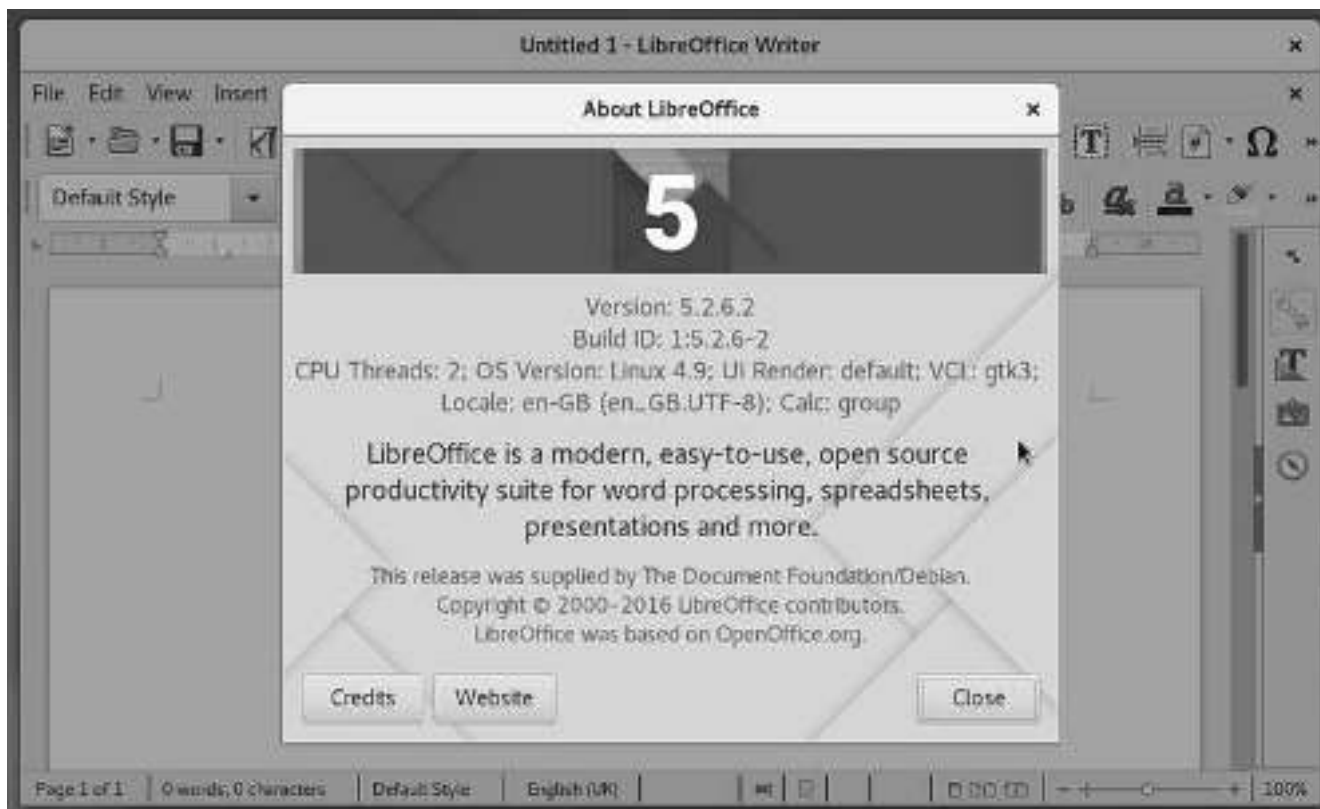 Untitled 1 - LibreOffice Writer
File Edit View Insert
About LibreOffice
Default Style
5
Version: 5.2.6.2
Build ID: 1:5.2.6-2
CPU Threads: 2; OS Version: Linux 4.9; UI Render: default; VCL: gtk3;
Locale: en-GB (en_GB.UTF-8); Calc: group
LibreOffice is a modern, easy-to-use, open source
productivity suite for word processing, spreadsheets,
presentations and more.
This release was supplied by The Document Foundation/Debian.
Copyright © 2000-2016 LibreOffice contributors.
LibreOffice was based on OpenOffice.org.
Credits Website Close
Page 1 of 1 0 words, 0 characters Default Style English (UK) 100%